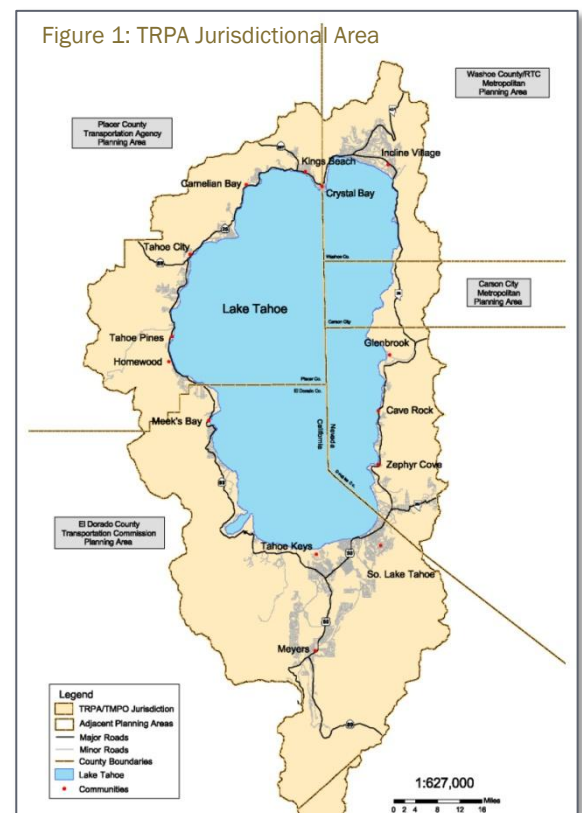 Figure 1: TRPA Jurisdictional Area
Washoe County/RTC
Metropolitan
Planning Area
Placer County
Transportation Agency
Planning Area
Kings Beach
Incline Village
Carnelian Bay
Crystal Bay
Tahoe City
Washoe Co.
Carson City
Metropolitan
Planning Area
Lake Tahoe
Carson City
Tahoe Pines
Glenbrook
Homewood
Placer Co.
El Dorado Co.
Cave Rock
Meek's Bay
California
Nevada
Zephyr Cove
Douglas Co.
El Dorado County
Transportation Commission
Planning Area
Tahoe Keys
So. Lake Tahoe
Meyers
Legend
TRPA/TMPO Jurisdiction
Adjacent Planning Areas
Major Roads
Minor Roads
County Boundaries
Lake Tahoe
Communities
1:627,000
Miles
0 2 4 8 12 16